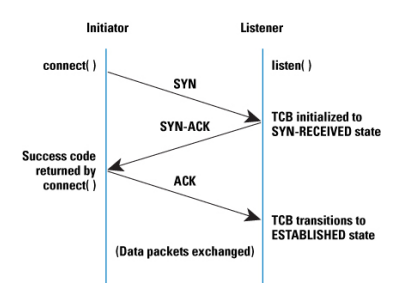 Initiator
Listener
connect( )
listen( )
SYN
TCB initialized to
SYN-RECEIVED state
SYN-ACK
Success code
returned by
connect( )
ACK
TCB transitions to
ESTABLISHED state
(Data packets exchanged)